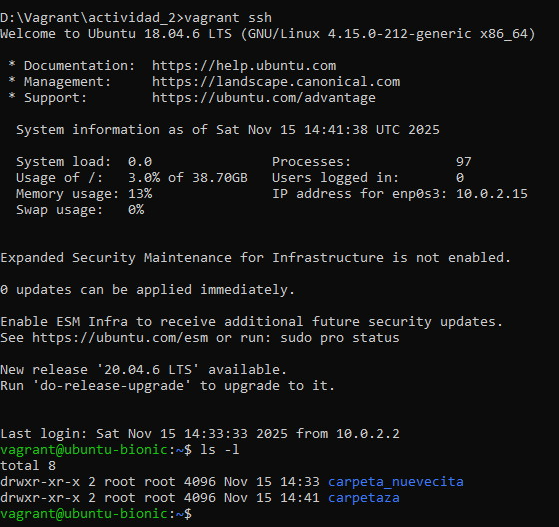 D:\Vagrant\actividad_2>vagrant ssh
Welcome to Ubuntu 18.04.6 LTS (GNU/Linux 4.15.0-212-generic x86_64)
* Documentation:  https://help.ubuntu.com
* Management:     https://landscape.canonical.com
* Support:        https://ubuntu.com/advantage
System information as of Sat Nov 15 14:41:38 UTC 2025
System load:  0.0               Processes:             97
Usage of /:   3.0% of 38.70GB   Users logged in:       0
Memory usage: 13%               IP address for enp0s3: 10.0.2.15
Swap usage:   0%
Expanded Security Maintenance for Infrastructure is not enabled.
0 updates can be applied immediately.
Enable ESM Infra to receive additional future security updates.
See https://ubuntu.com/esm or run: sudo pro status
New release '20.04.6 LTS' available.
Run 'do-release-upgrade' to upgrade to it.
Last login: Sat Nov 15 14:33:33 2025 from 10.0.2.2
vagrant@ubuntu-bionic:~$ ls -l
total 8
drwxr-xr-x 2 root root 4096 Nov 15 14:33 carpeta_nuevecita
drwxr-xr-x 2 root root 4096 Nov 15 14:41 carpetaza
vagrant@ubuntu-bionic:~$